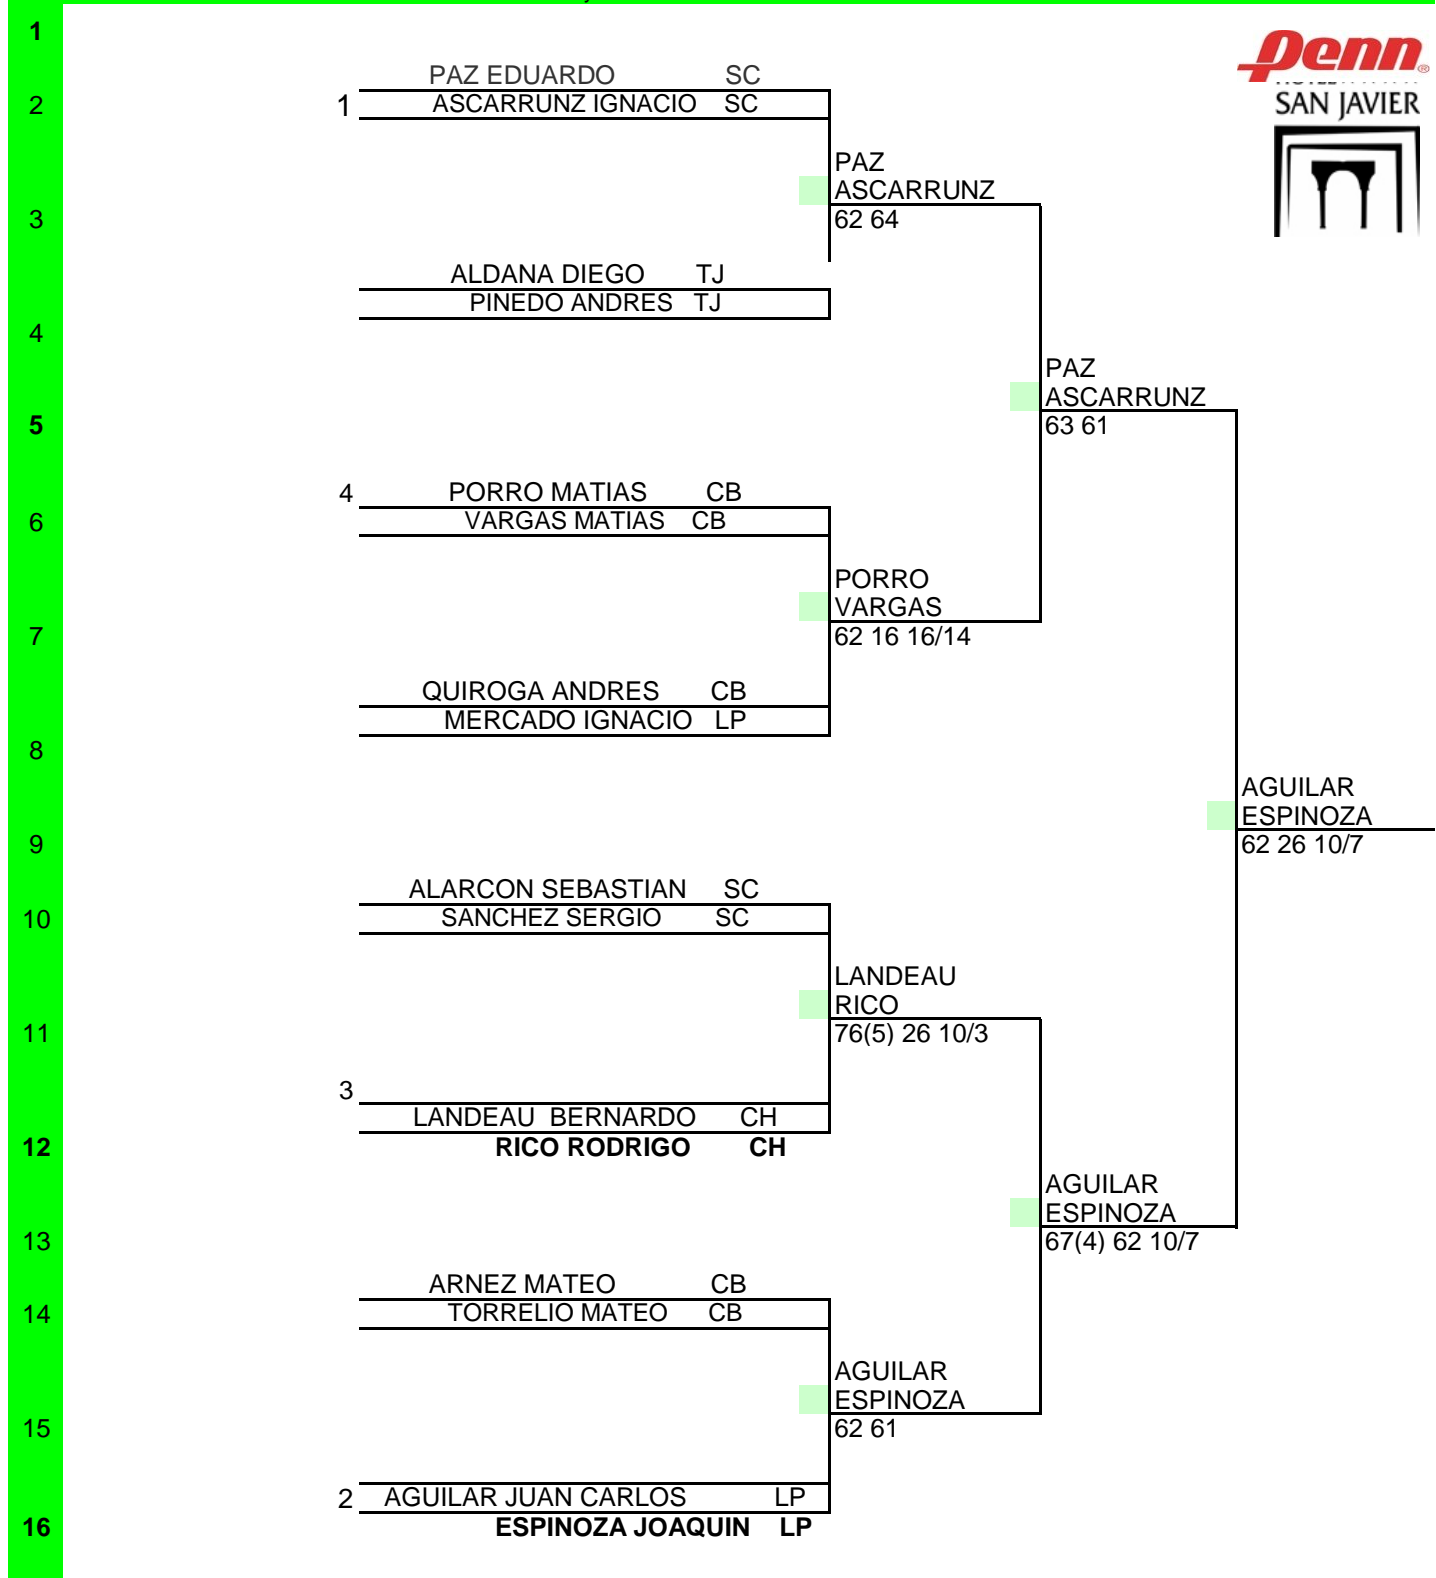 1
Penn®
PAZ EDUARDO SC
2
1 ASCARRUNZ IGNACIO SC
SAN JAVIER
PAZ
ASCARRUNZ
3
62 64
ALDANA DIEGO TJ
PINEDO ANDRES TJ
4
PAZ
ASCARRUNZ
5
63 61
4 PORRO MATIAS CB
6
VARGAS MATIAS CB
PORRO
VARGAS
7
62 16 16/14
QUIROGA ANDRES CB
MERCADO IGNACIO LP
8
AGUILAR
ESPINOZA
9
62 26 10/7
ALARCON SEBASTIAN SC
10
SANCHEZ SERGIO SC
LANDEAU
RICO
11
76(5) 26 10/3
3
LANDEAU BERNARDO CH
12
RICO RODRIGO CH
AGUILAR
ESPINOZA
13
67(4) 62 10/7
ARNEZ MATEO CB
14
TORRELIO MATEO CB
AGUILAR
ESPINOZA
15
62 61
2 AGUILAR JUAN CARLOS LP
16
ESPINOZA JOAQUIN LP